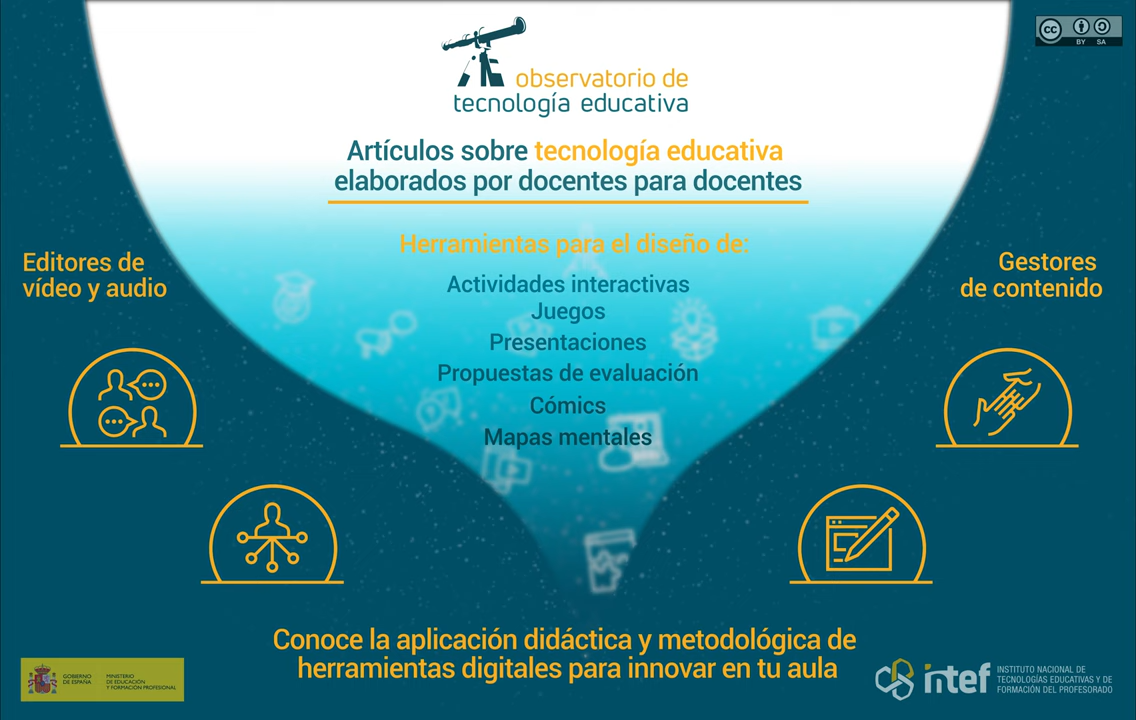 cc BY SA
observatorio de
tecnología educativa
Artículos sobre tecnología educativa
elaborados por docentes para docentes
Herramientas para el diseño de:
Editores de
vídeo y audio
Gestores
de contenido
Actividades interactivas
Juegos
Presentaciones
Propuestas de evaluación
Cómics
Mapas mentales
Conoce la aplicación didáctica y metodológica de
herramientas digitales para innovar en tu aula
GOBIERNO
DE ESPAÑA
MINISTERIO
DE EDUCACIÓN
Y FORMACIÓN PROFESIONAL
intef
INSTITUTO NACIONAL DE
TECNOLOGÍAS EDUCATIVAS Y DE
FORMACIÓN DEL PROFESORADO